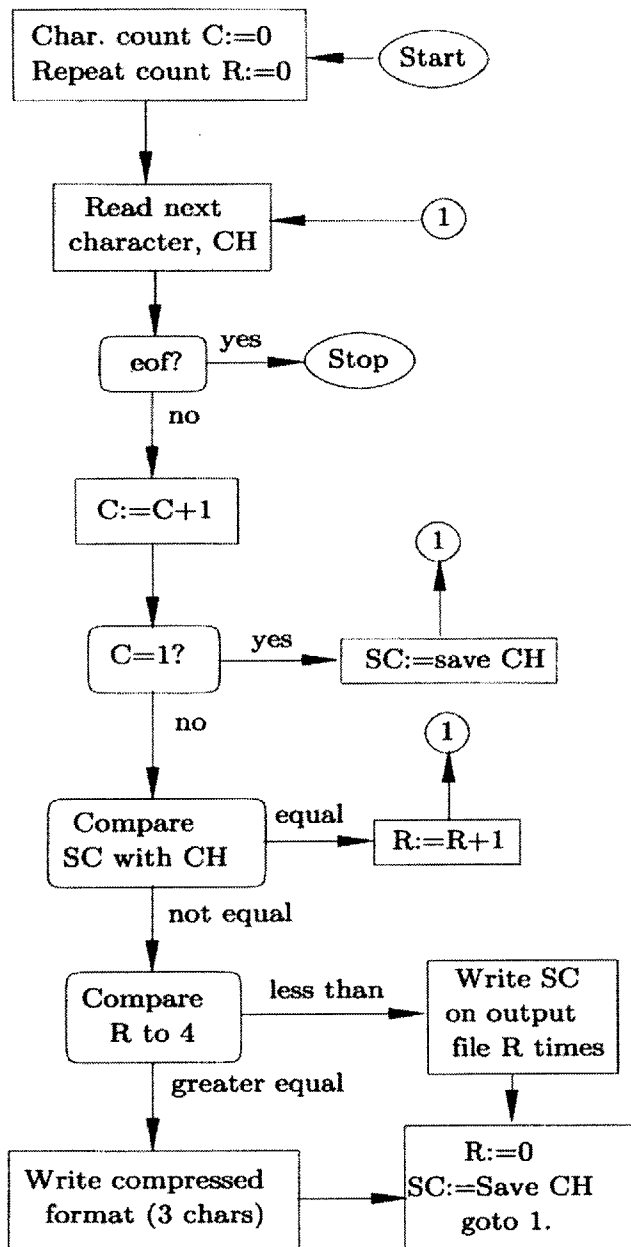 Char. count C:=0
Repeat count R:=0
Start
Read next
character, CH
1
eof?
yes
Stop
no
C:=C+1
1
C=1?
yes
SC:=save CH
no
1
Compare
SC with CH
equal
R:=R+1
not equal
Compare
R to 4
less than
Write SC
on output
file R times
greater equal
Write compressed
format (3 chars)
R:=0
SC:=Save CH
goto 1.